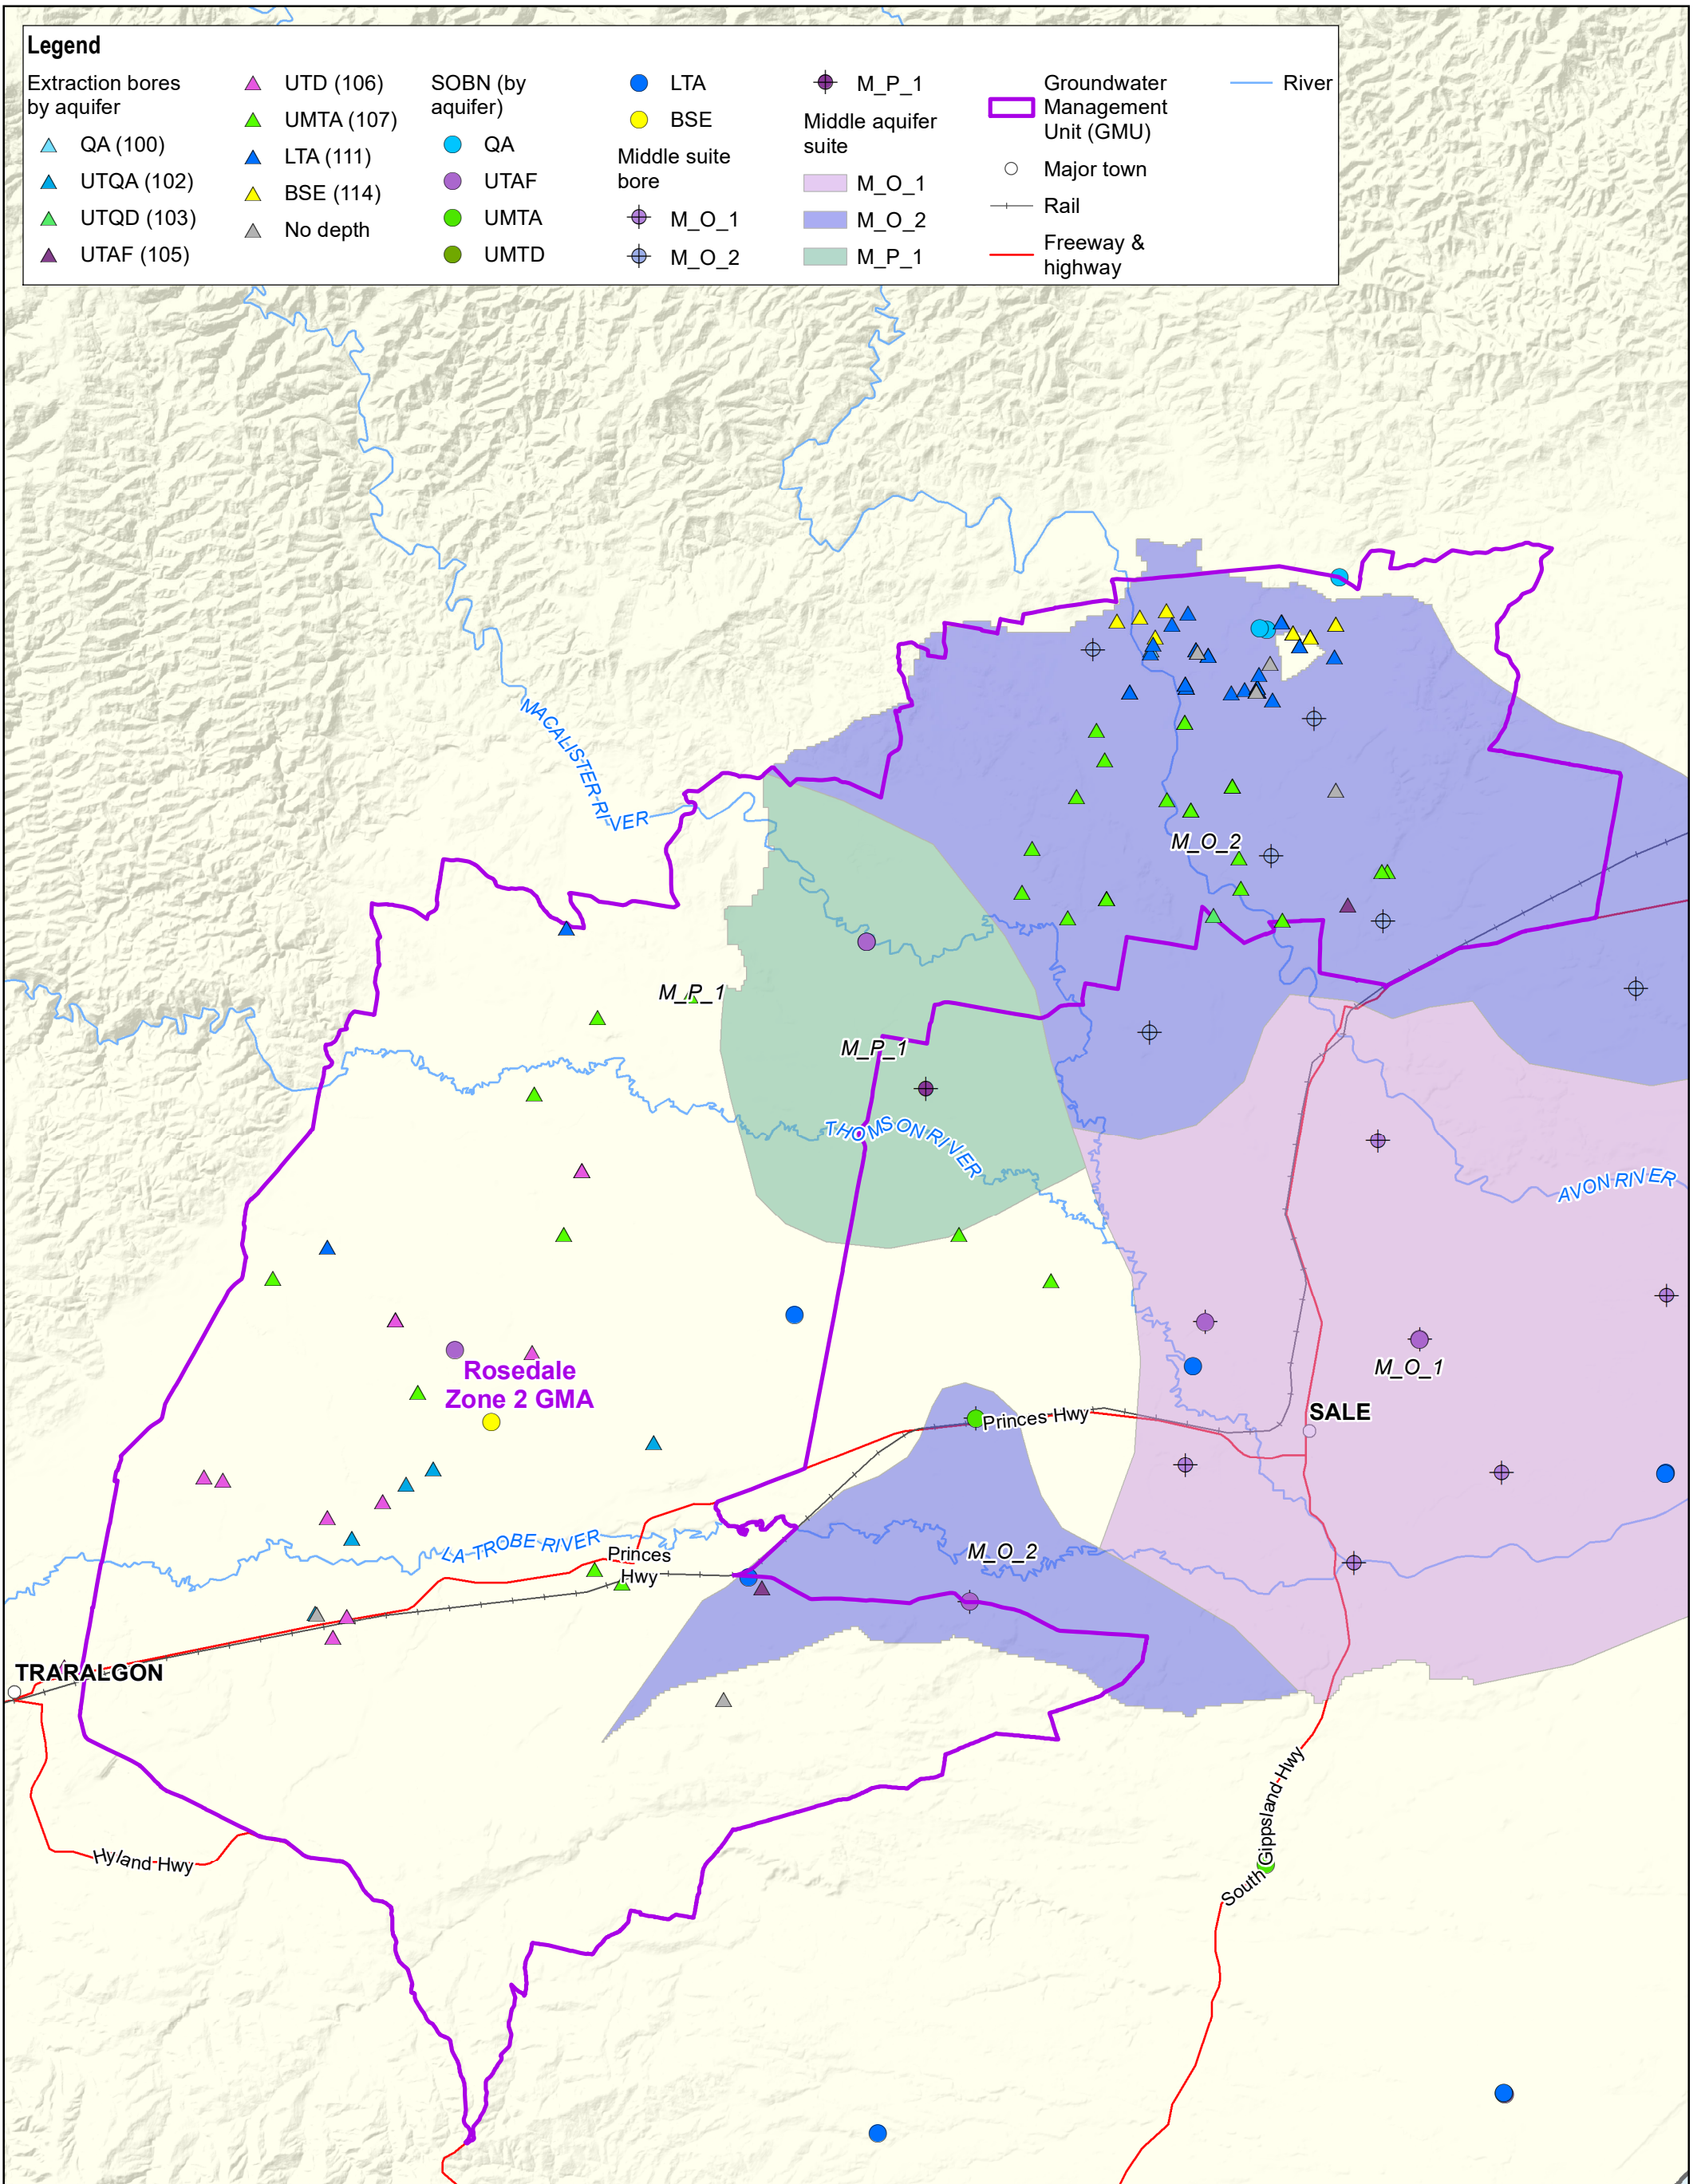 Legend
Extraction bores
by aquifer
QA (100)
UTQA (102)
UTQD (103)
UTAF (105)
UTD (106)
UMTA (107)
LTA (111)
BSE (114)
No depth
SOBN (by
aquifer)
QA
UTAF
UMTA
UMTD
LTA
BSE
Middle suite
bore
M_O_1
M_O_2
M_P_1
Middle aquifer
suite
M_O_1
M_O_2
M_P_1
Groundwater
Management
Unit (GMU)
Major town
Rail
Freeway &
highway
River
MACALISTER RIVER
M_O_2
M_P_1
M_P_1
THOMSON RIVER
AVON RIVER
Rosedale
Zone 2 GMA
M_O_1
SALE
Princes Hwy
LA TROBE RIVER
Princes
Hwy
M_O_2
TRARALGON
Hyland Hwy
South Gippsland Hwy